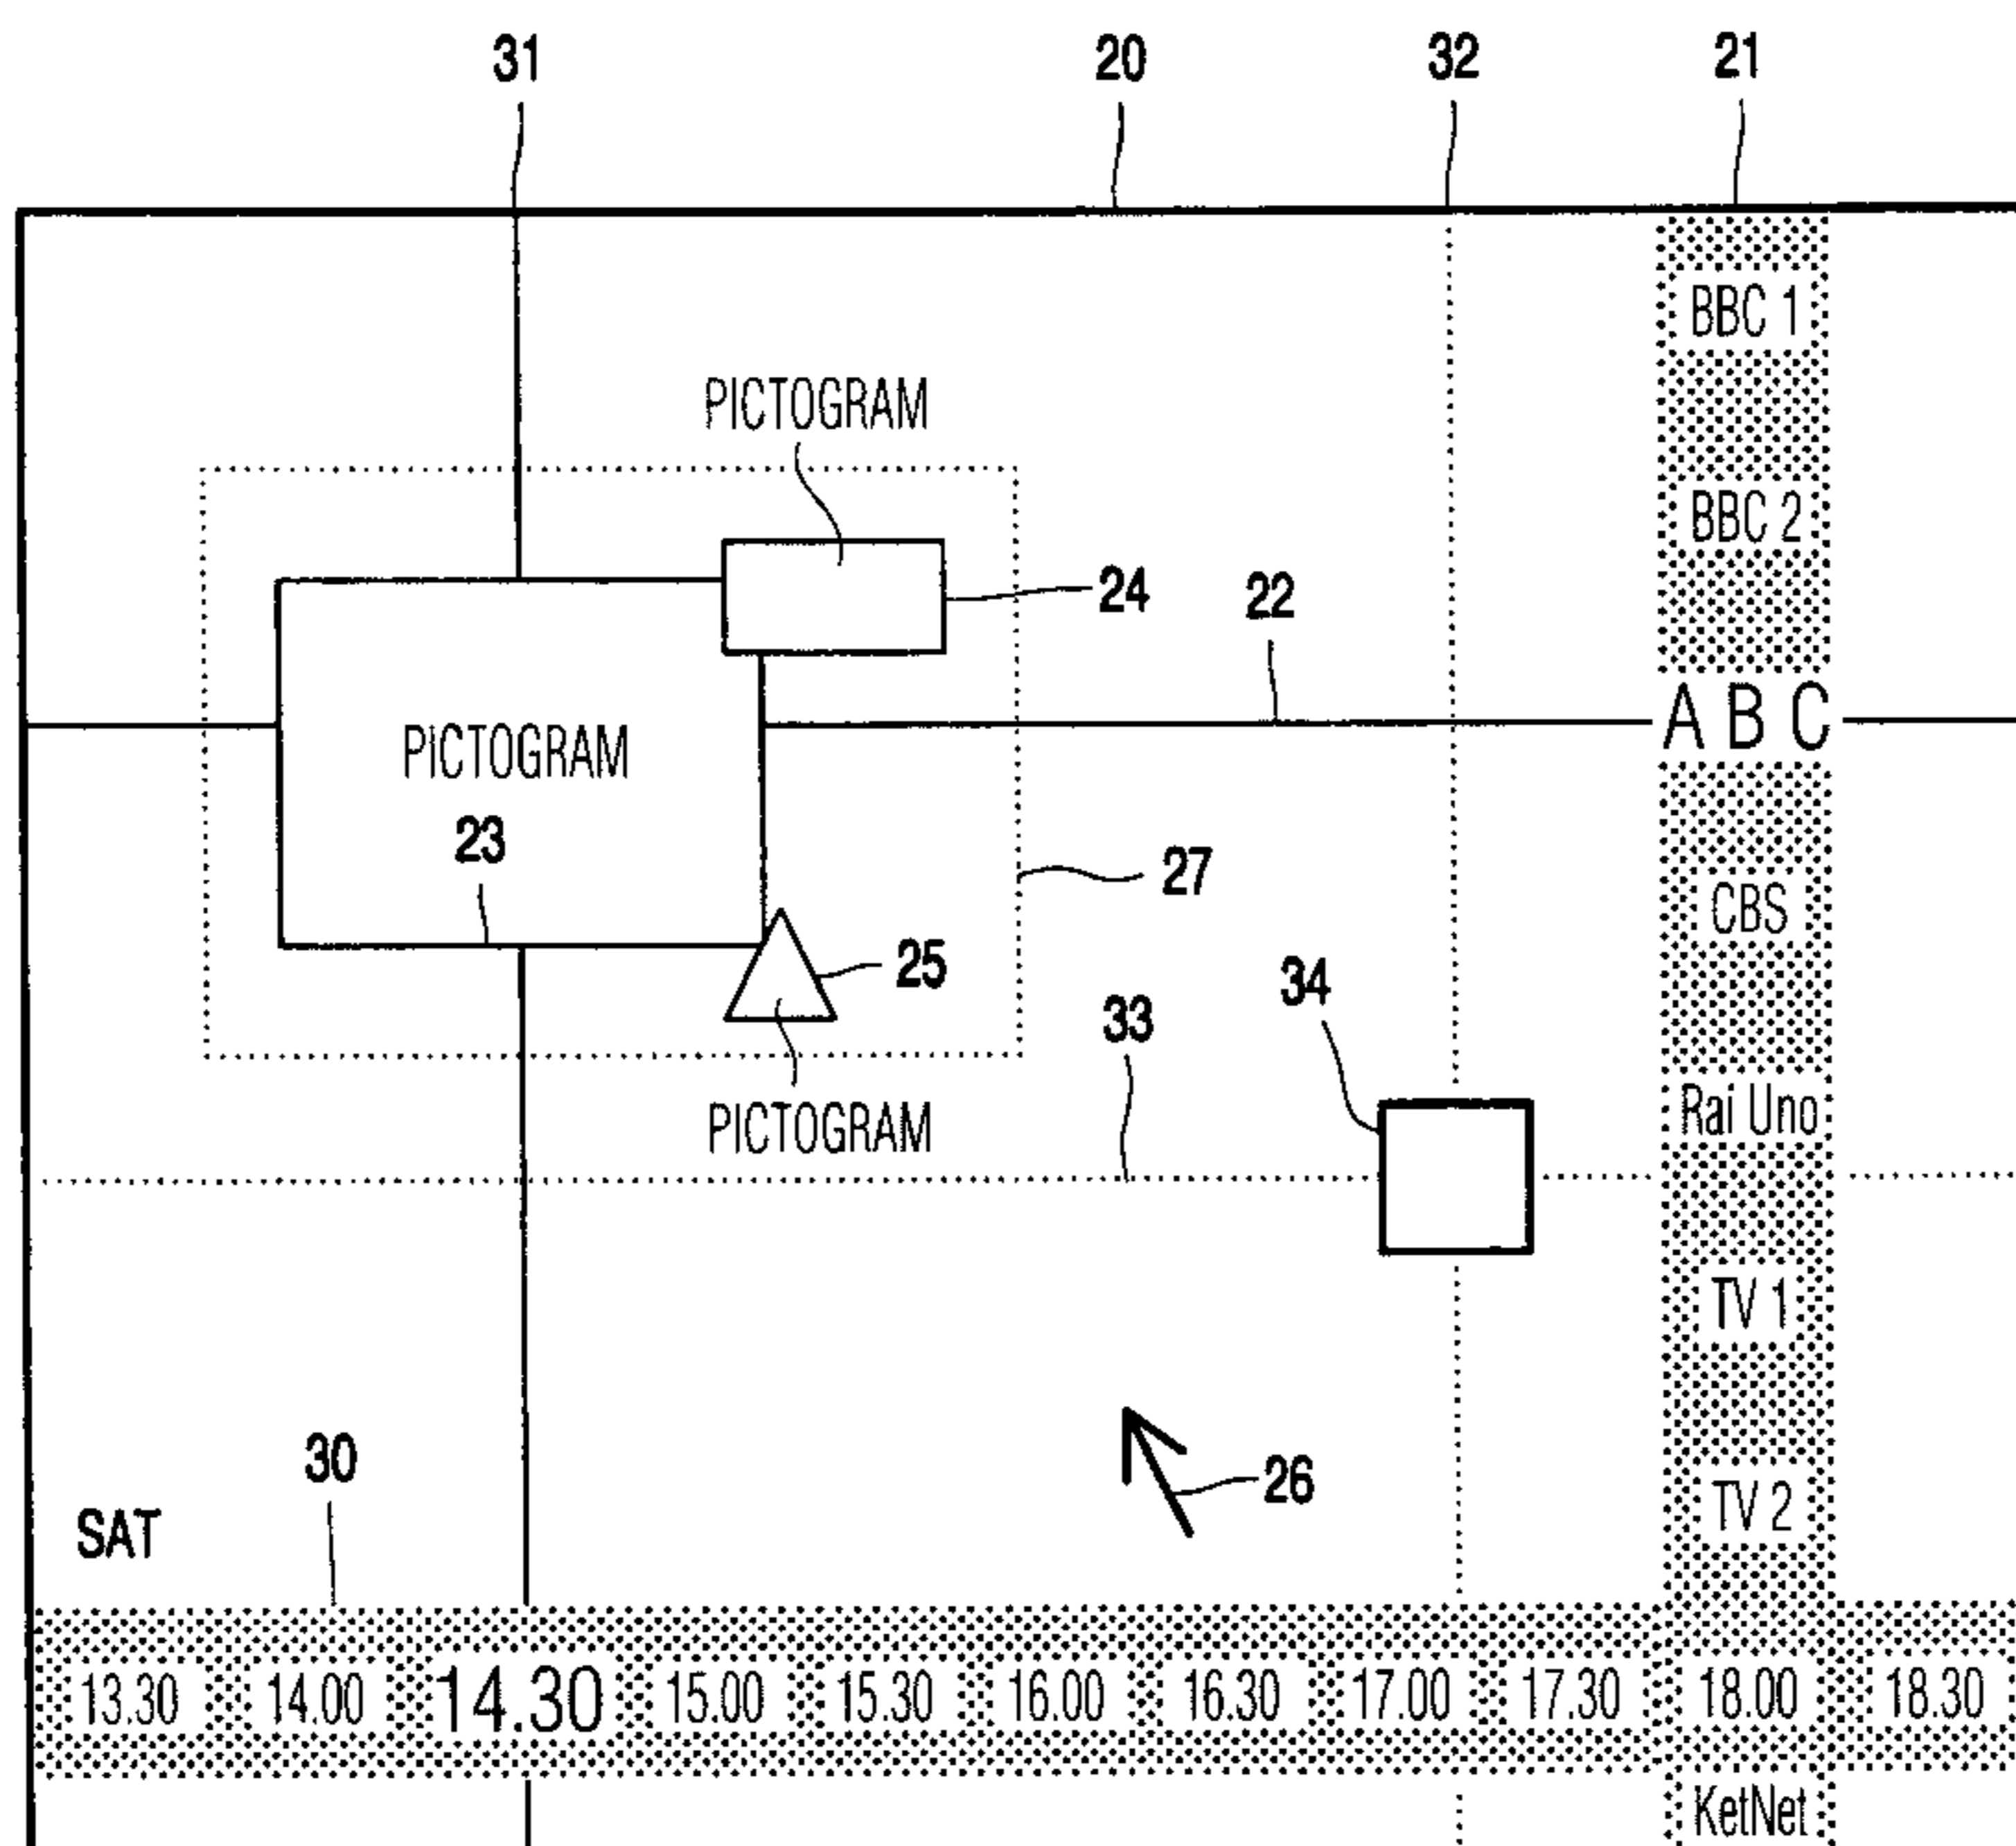 31 20 32 21
BBC 1
PICTOGRAM
BBC 2
24
22
A B C
PICTOGRAM
23
27
CBS
25
34
33
Rai Uno
PICTOGRAM
TV 1
30
26
SAT
TV 2
13.30 14.00 14.30 15.00 15.30 16.00 16.30 17.00 17.30 18.00 18.30
KetNet